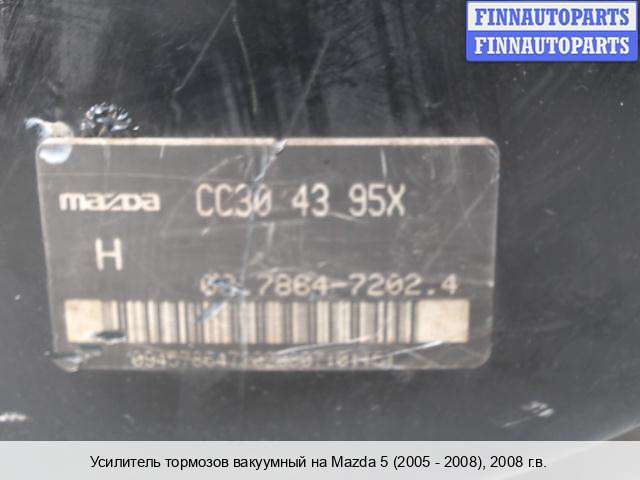 FINNAUTOPARTS
FINNAUTOPARTS
mazda CC30 43 95X
H
7864-7202.4
Усилитель тормозов вакуумный на Mazda 5 (2005 - 2008), 2008 г.в.